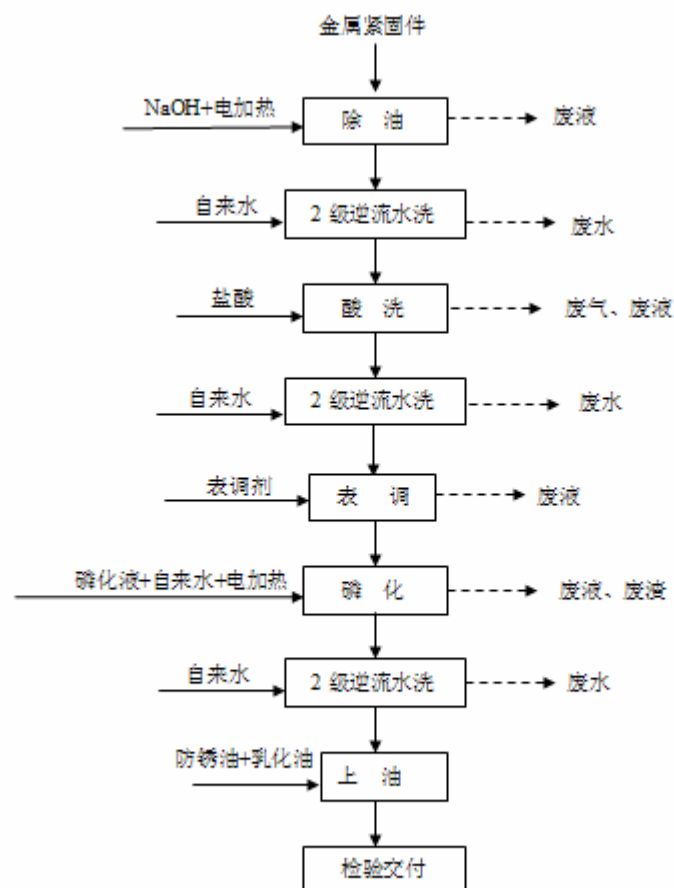 金属紧固件
NaOH+电加热
除 油
废液
自来水
2 级逆流水洗
废水
盐酸
酸 洗
废气、废液
自来水
2 级逆流水洗
废水
表调剂
表 调
废液
磷化液+自来水+电加热
磷 化
废液、废渣
自来水
2 级逆流水洗
废水
防锈油+乳化油
上 油
检验交付